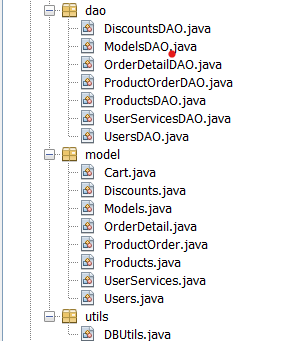 dao
DiscountsDAO.java
ModelsDAO.java
OrderDetailDAO.java
ProductOrderDAO.java
ProductsDAO.java
UserServicesDAO.java
UsersDAO.java
model
Cart.java
Discounts.java
Models.java
OrderDetail.java
ProductOrder.java
Products.java
UserServices.java
Users.java
utils
DBUtils.java